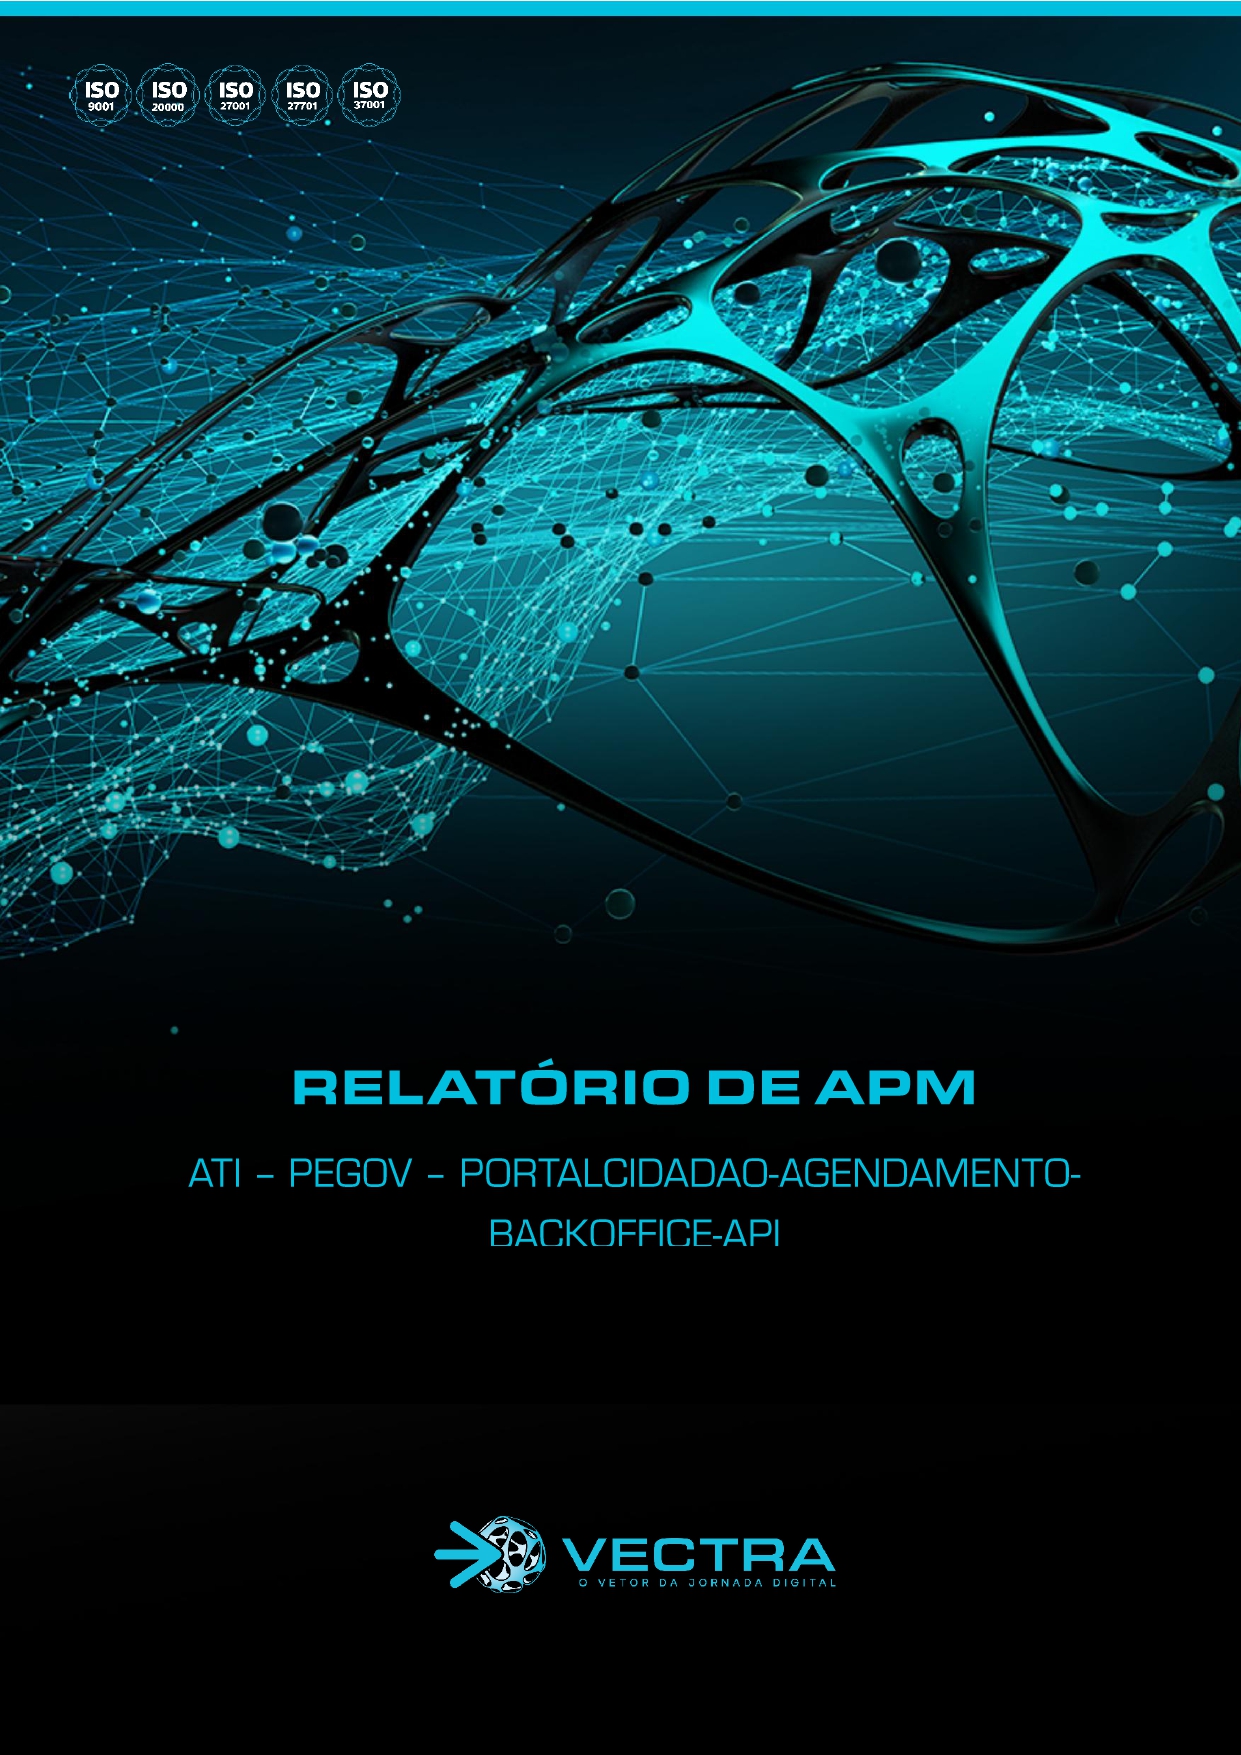 ISO 9001
ISO 20000
ISO 27001
ISO 27701
ISO 37001
RELATÓRIO DE APM
ATI – PEGOV – PORTALCIDADAO-AGENDAMENTO-
BACKOFFICE-API
VECTRA
O VETOR DA JORNADA DIGITAL